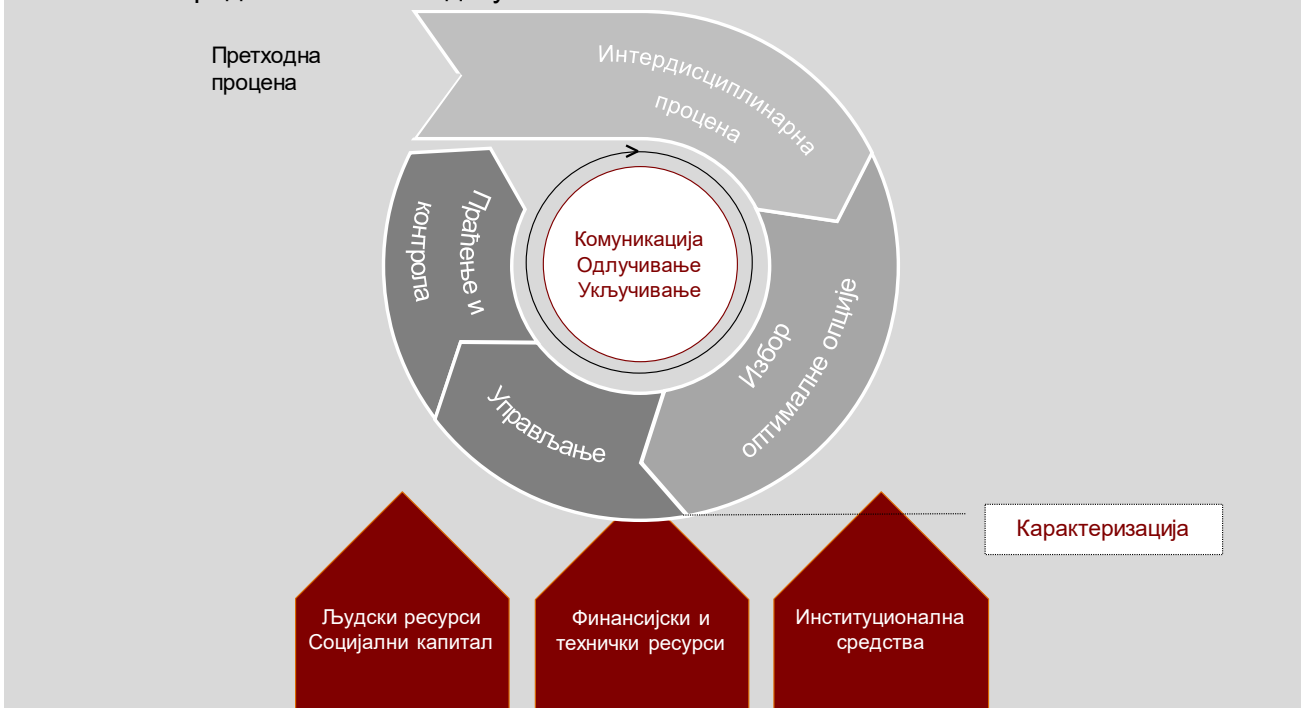 Претходна
процена
Интердисциплинарна
процена
Избор
оптималне опције
Управљање
Праћење и
контрола
Комуникација
Одлучивање
Укључивање
Карактеризација
Људски ресурси
Социјални капитал
Финансијски и
технички ресурси
Институционална
средства